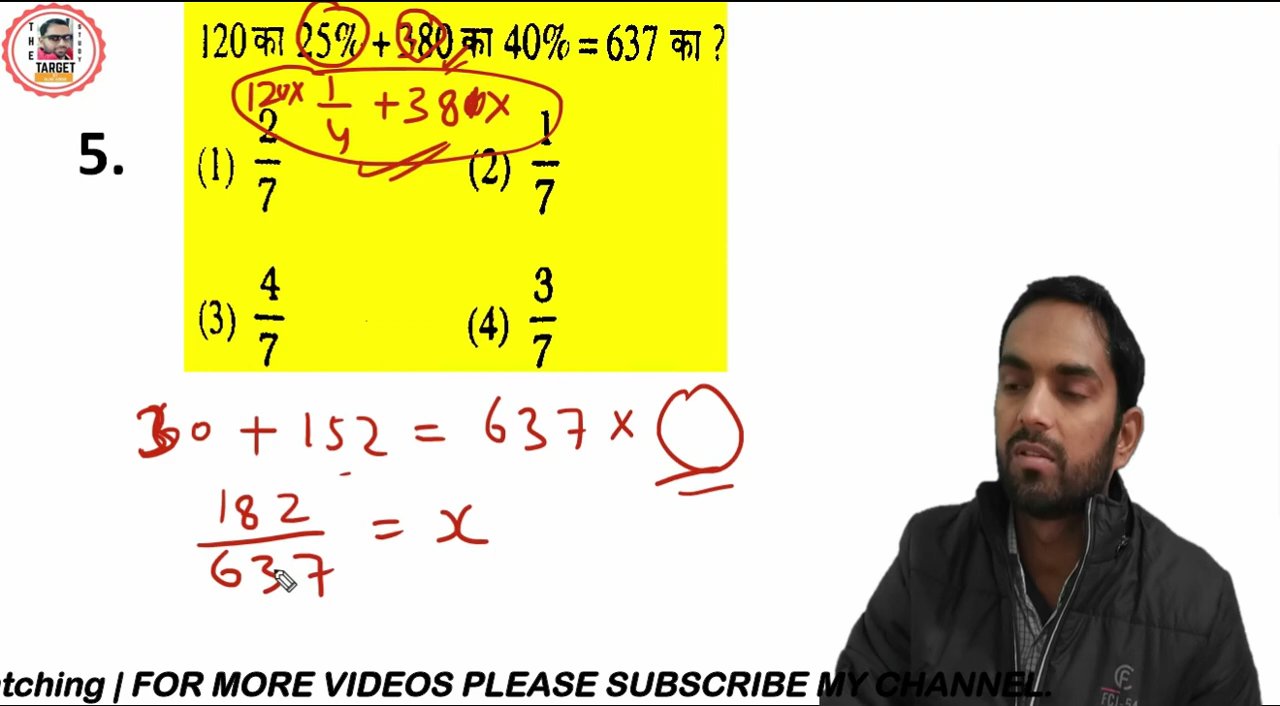 THE
STUDY
TARGET
120 का 25% + 380 का 40% = 637 का ?
120 x 1/4 + 380 x
5.
(1) 2/7
(2) 1/7
(3) 4/7
(4) 3/7
30 + 152 = 637 x
182/637 = x
tching | FOR MORE VIDEOS PLEASE SUBSCRIBE MY CHANNEL.